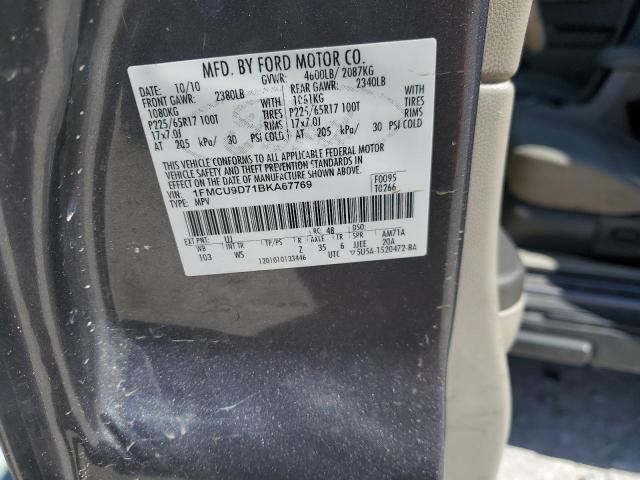 MFD. BY FORD MOTOR CO.
DATE: 10/10 GVWR: 4600LB/ 2087KG
FRONT GAWR: 2380LB REAR GAWR: 2340LB
1080KG WITH 1061KG WITH
P225/65R17 100T TIRES P225/65R17 100T TIRES
17x7.0J RIMS 17x7.0J RIMS
AT 205 kPa/ 30 PSI COLD AT 205 kPa/ 30 PSI COLD
THIS VEHICLE CONFORMS TO ALL APPLICABLE FEDERAL MOTOR
VEHICLE SAFETY AND THEFT PREVENTION STANDARDS IN
EFFECT ON THE DATE OF MANUFACTURE SHOWN ABOVE.
VIN: 1FMCU9D71BKA67769 F0095
TYPE: MPV T0266
EXT PNT: UJ RC: 48 DSO:
WB INT TR TP/PS R AXLE TR SPR AM71A
103 WS Z 35 6 JJEE 20A
1201010133446 UTC ▽5U5A-1520472-BA